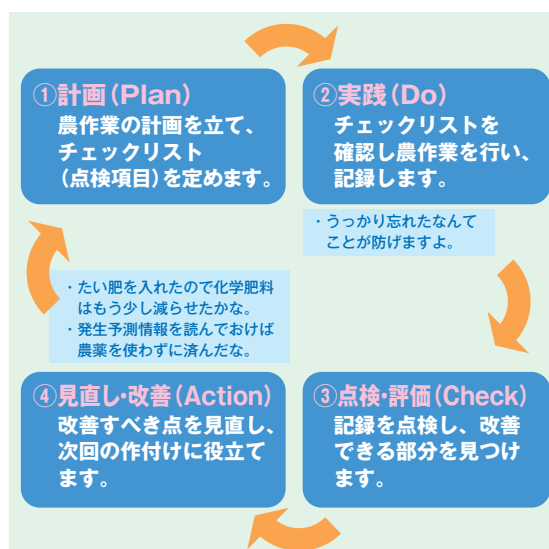 ①計画(Plan)
農作業の計画を立て、
チェックリスト
(点検項目)を定めます。
②実践(Do)
チェックリストを
確認し農作業を行い、
記録します。
・うっかり忘れたなんて
ことが防げますよ。
③点検・評価(Check)
記録を点検し、改善
できる部分を見つけ
ます。
④見直し・改善(Action)
改善すべき点を見直し、
次回の作付けに役立て
ます。
・たい肥を入れたので化学肥料
はもう少し減らせたかな。
・発生予測情報を読んでおけば
農薬を使わずに済んだな。